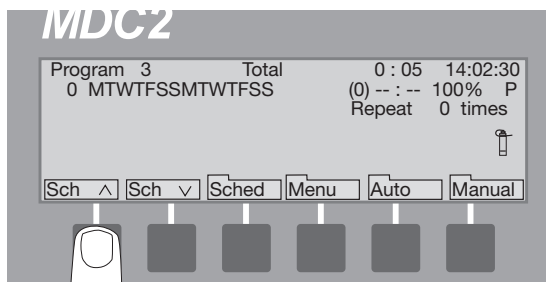 MDC2
Program 3 Total 0 : 05 14:02:30
0 MTWTFSSMTWTFSS (0) -- : -- 100% P
Repeat 0 times
Sch ∧ Sch ∨ Sched Menu Auto Manual